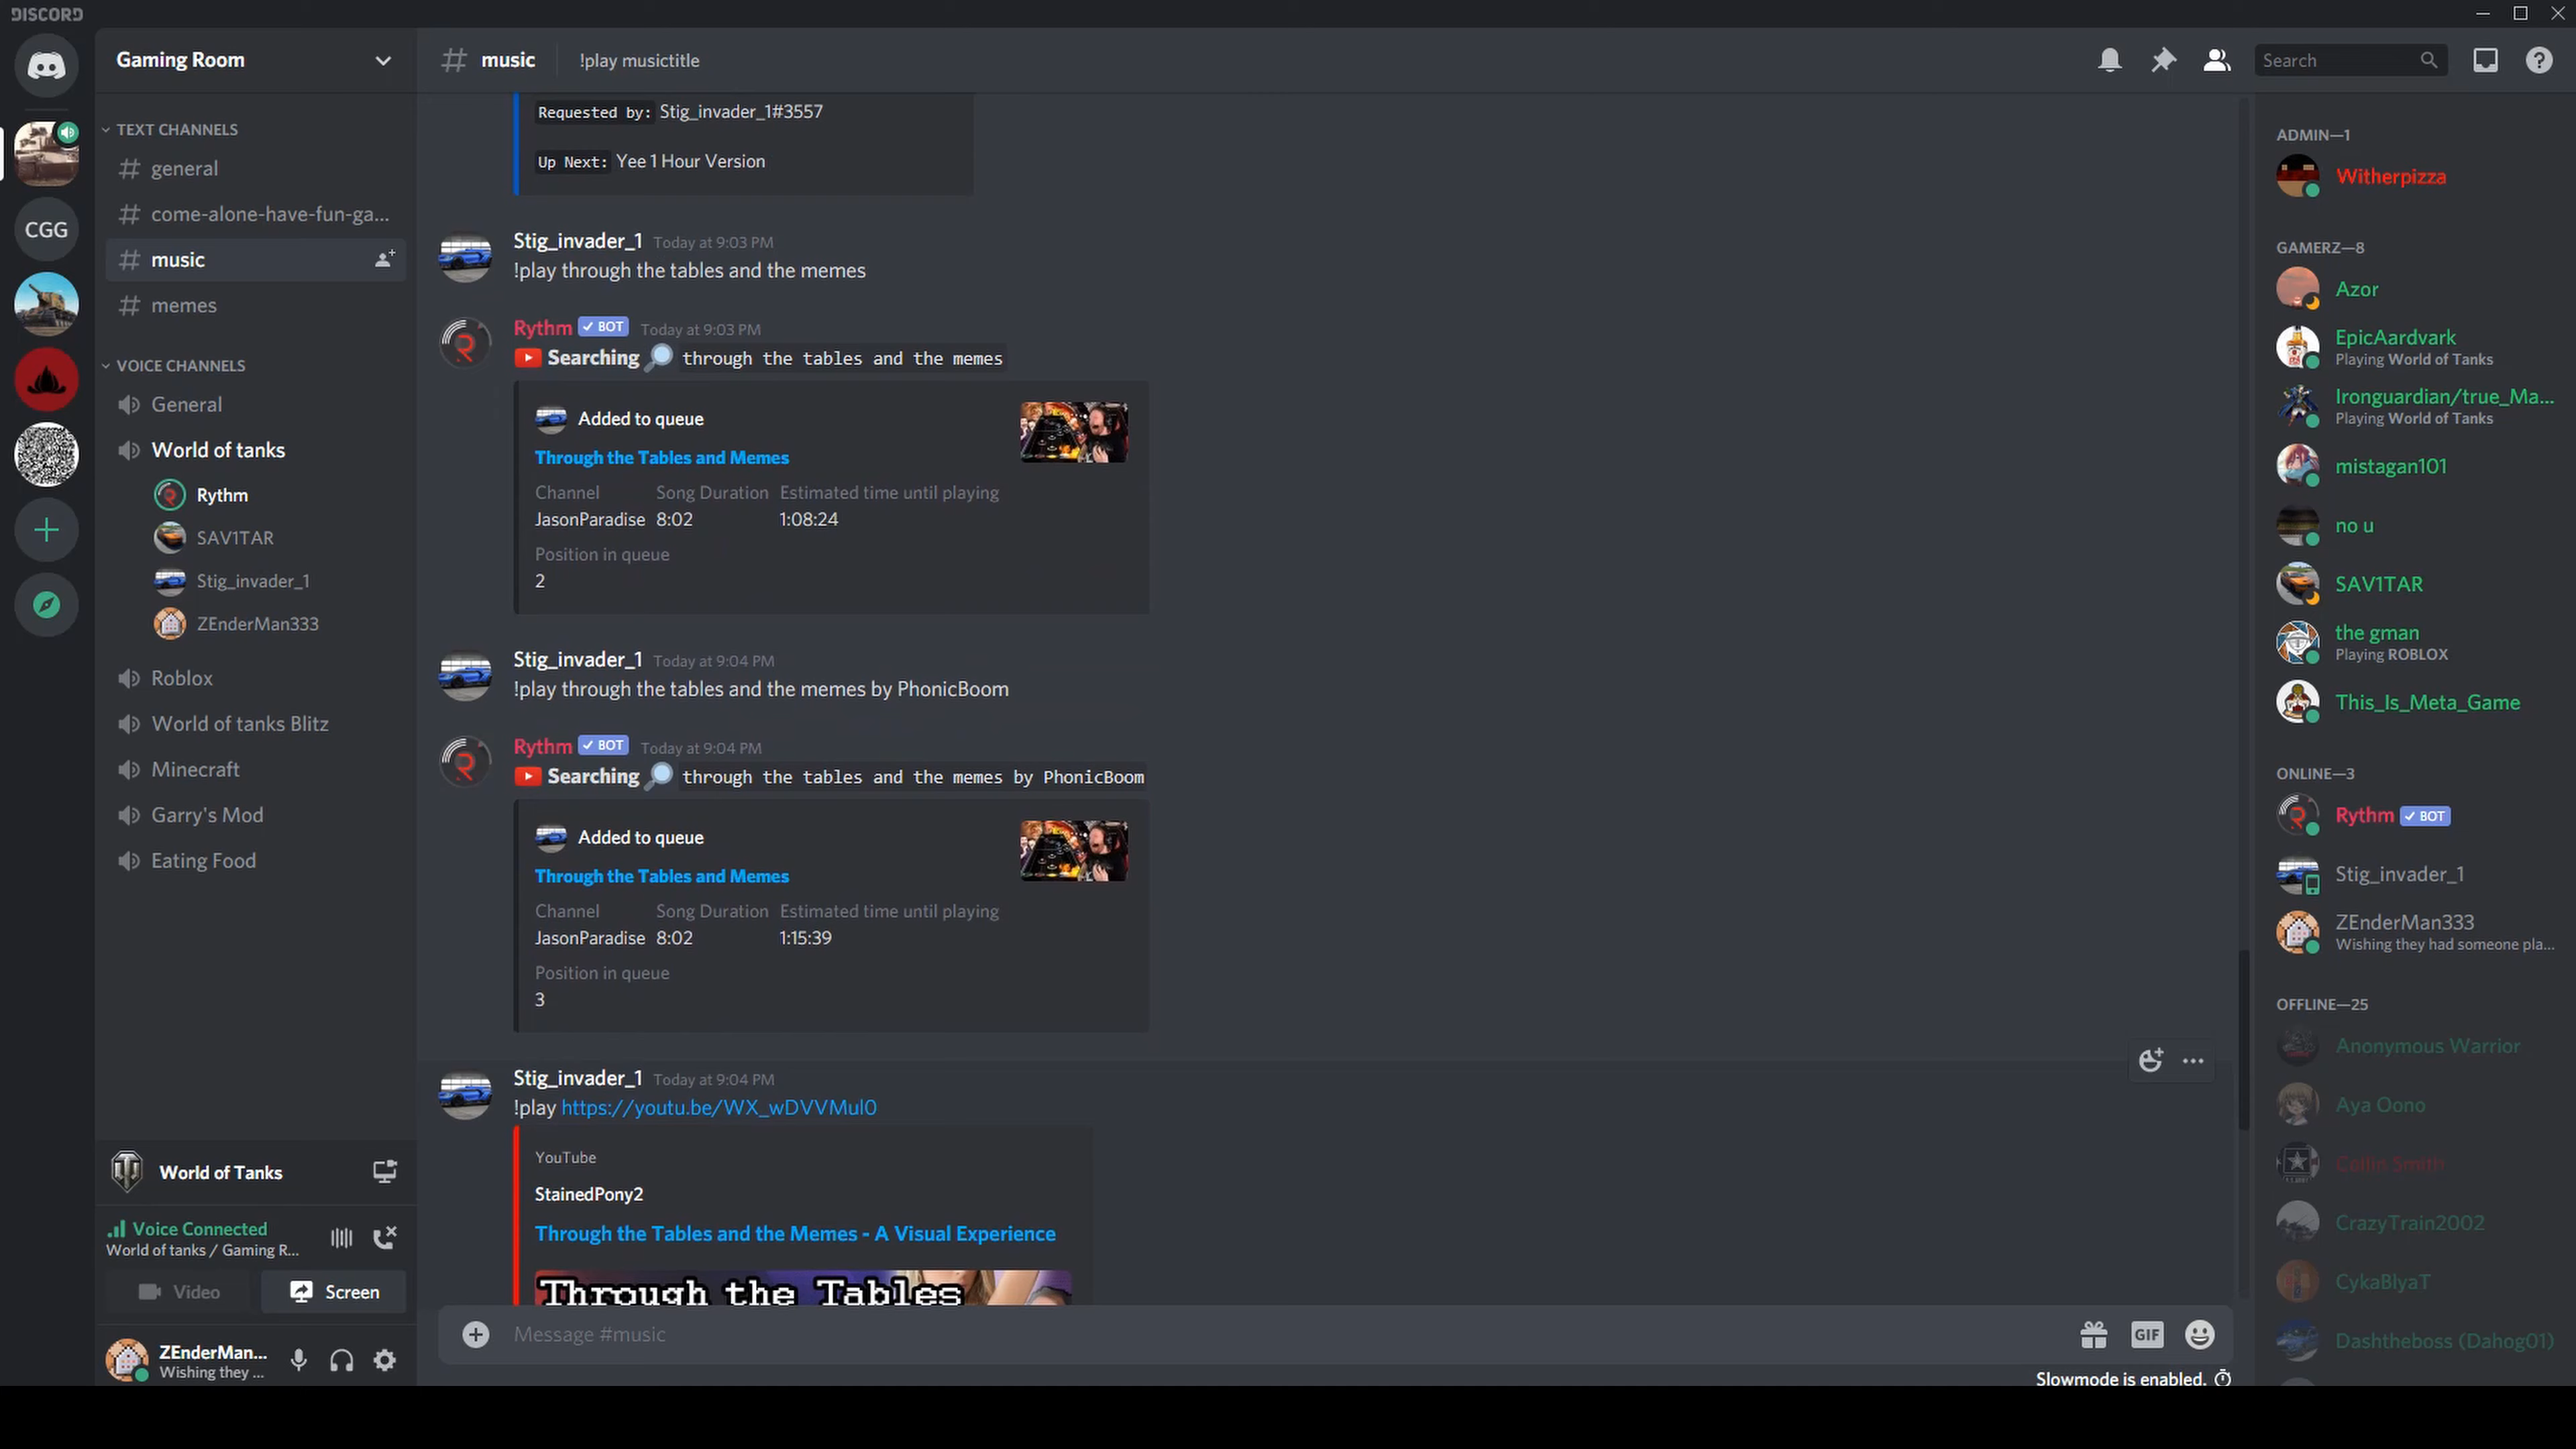 DISCORD
Gaming Room
TEXT CHANNELS
general
come-alone-have-fun-ga...
music
memes
VOICE CHANNELS
General
World of tanks
Rythm
SAV1TAR
Stig_invader_1
ZEnderMan333
Roblox
World of tanks Blitz
Minecraft
Garry's Mod
Eating Food
CGG
World of Tanks
Voice Connected
World of tanks / Gaming R...
Video
Screen
ZEnderMan...
Wishing they ...
music
!play musictitle
Search
Requested by: Stig_invader_1#3557
Up Next: Yee 1 Hour Version
Stig_invader_1 Today at 9:03 PM
!play through the tables and the memes
Rythm BOT Today at 9:03 PM
Searching through the tables and the memes
Added to queue
Through the Tables and Memes
Channel Song Duration Estimated time until playing
JasonParadise 8:02 1:08:24
Position in queue
2
Stig_invader_1 Today at 9:04 PM
!play through the tables and the memes by PhonicBoom
Rythm BOT Today at 9:04 PM
Searching through the tables and the memes by PhonicBoom
Added to queue
Through the Tables and Memes
Channel Song Duration Estimated time until playing
JasonParadise 8:02 1:15:39
Position in queue
3
Stig_invader_1 Today at 9:04 PM
!play https://youtu.be/WX_wDVVMul0
YouTube
StainedPony2
Through the Tables and the Memes - A Visual Experience
Through the Tables
Message #music
GIF
Slowmode is enabled.
ADMIN—1
Witherpizza
GAMERZ—8
Azor
EpicAardvark
Playing World of Tanks
Ironguardian/true_Ma...
Playing World of Tanks
mistagan101
no u
SAV1TAR
the gman
Playing ROBLOX
This_Is_Meta_Game
ONLINE—3
Rythm BOT
Stig_invader_1
ZEnderMan333
Wishing they had someone pla...
OFFLINE—25
Anonymous Warrior
Aya Oono
Collin Smith
CrazyTrain2002
CykaBlyaT
Dashtheboss (Dahog01)